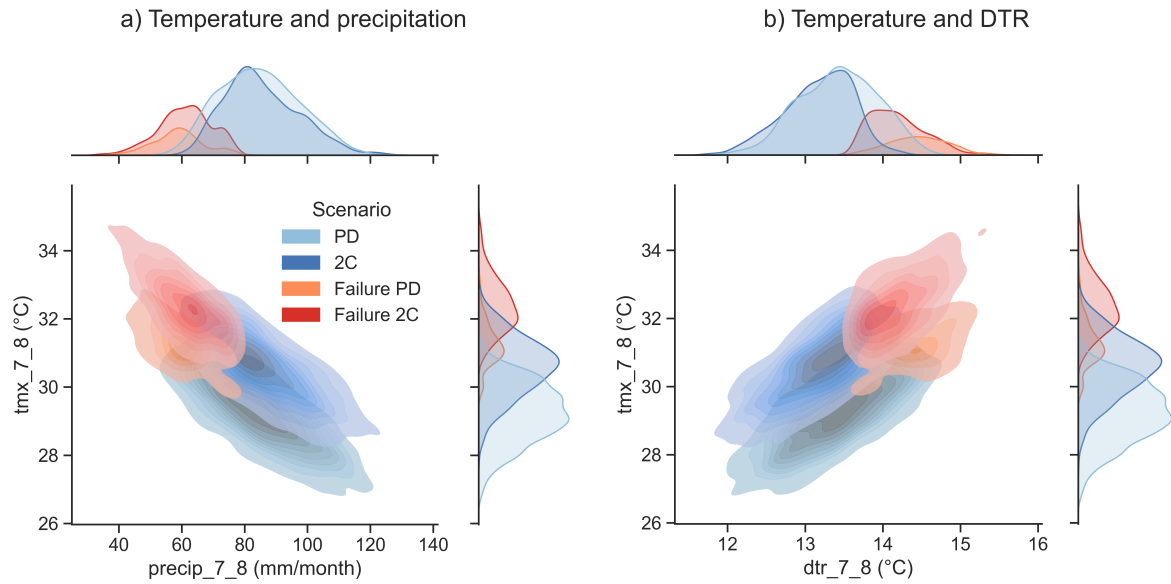 a) Temperature and precipitation
b) Temperature and DTR
Scenario
PD
2C
Failure PD
Failure 2C
tmx_7_8 (°C)
34
32
30
28
26
40
60
80
100
120
140
precip_7_8 (mm/month)
tmx_7_8 (°C)
34
32
30
28
26
12
13
14
15
16
dtr_7_8 (°C)